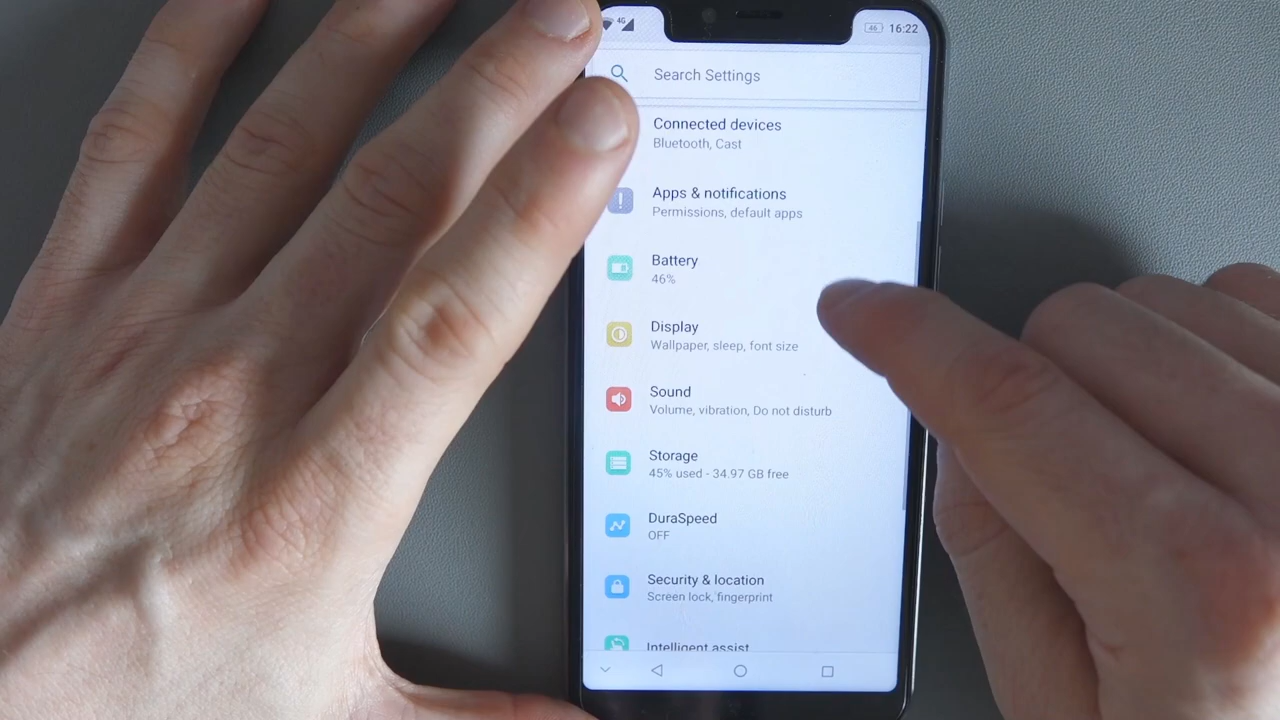 4G 46 16:22
Search Settings
Connected devices
Bluetooth, Cast
Apps & notifications
Permissions, default apps
Battery
46%
Display
Wallpaper, sleep, font size
Sound
Volume, vibration, Do not disturb
Storage
45% used - 34.97 GB free
DuraSpeed
OFF
Security & location
Screen lock, fingerprint
Intelligent assist